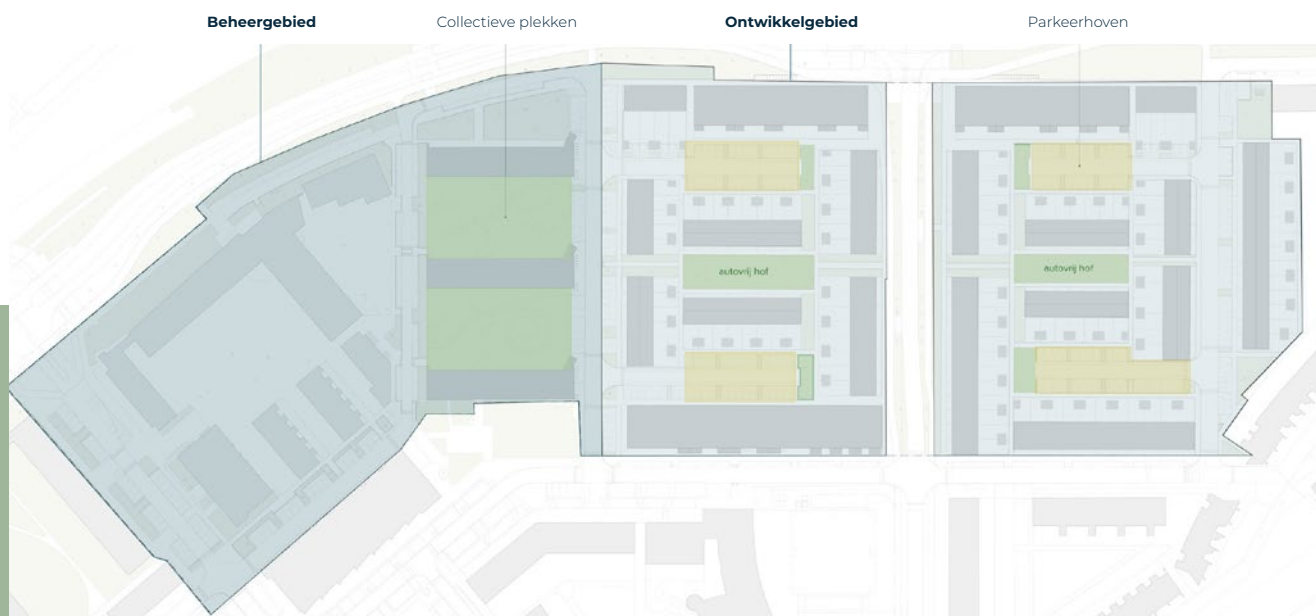 Beheergebied
Collectieve plekken
Ontwikkelgebied
Parkeerhoven
autovrij hof
autovrij hof